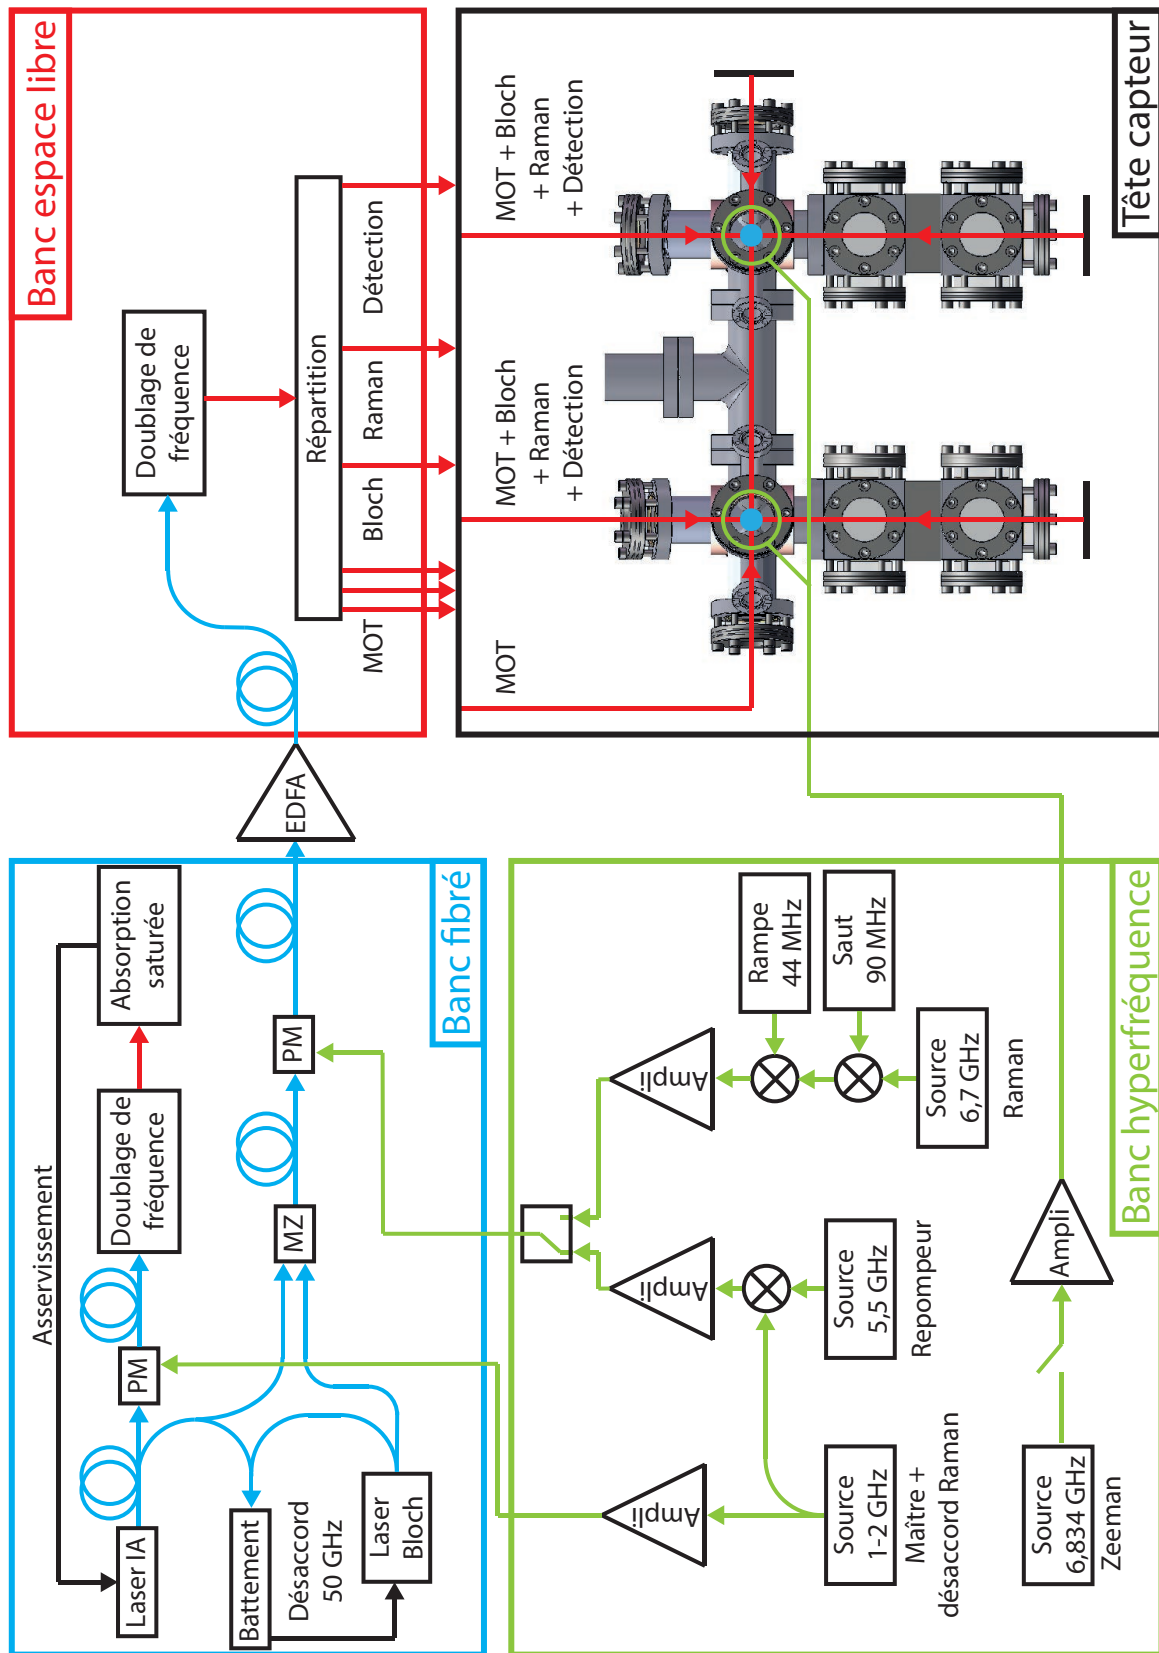 Banc fibré
Asservissement
Laser IA
PM
Doublage de
fréquence
Absorption
saturée
Battement
Désaccord
50 GHz
Laser
Bloch
MZ
PM
EDFA
Banc espace libre
Doublage de
fréquence
Répartition
MOT
Bloch
Raman
Détection
Banc hyperfréquence
Ampli
Source
1-2 GHz
Maître +
désaccord Raman
Ampli
Source
5,5 GHz
Repompeur
Ampli
Rampe
44 MHz
Saut
90 MHz
Source
6,7 GHz
Raman
Source
6,834 GHz
Zeeman
Ampli
Tête capteur
MOT
MOT + Bloch
+ Raman
+ Détection
MOT + Bloch
+ Raman
+ Détection